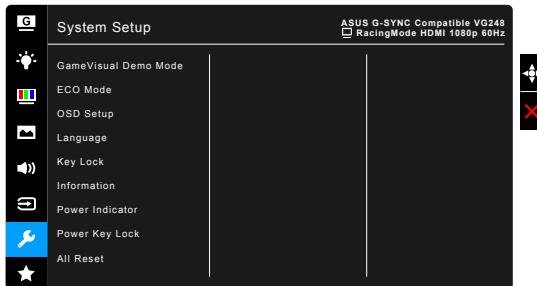 G
System Setup
ASUS G-SYNC Compatible VG248
RacingMode HDMI 1080p 60Hz
GameVisual Demo Mode
ECO Mode
OSD Setup
Language
Key Lock
Information
Power Indicator
Power Key Lock
All Reset